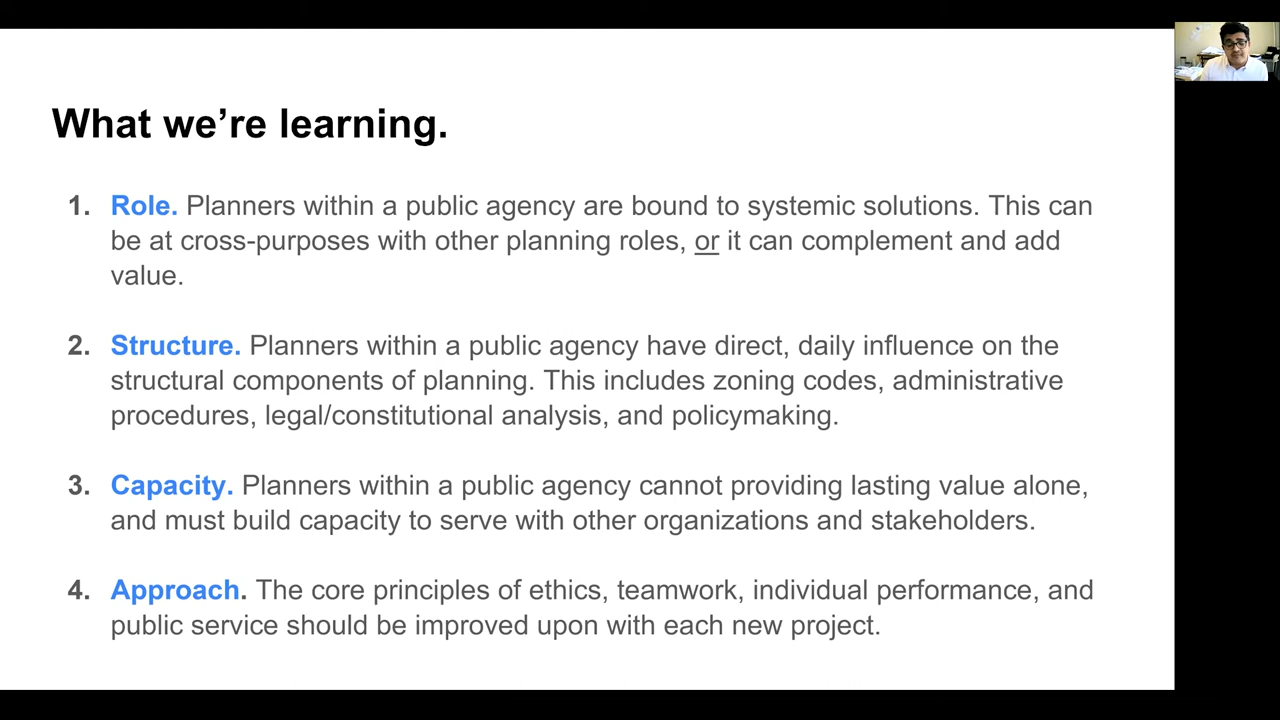 What we're learning.
1. Role. Planners within a public agency are bound to systemic solutions. This can
be at cross-purposes with other planning roles, or it can complement and add
value.
2. Structure. Planners within a public agency have direct, daily influence on the
structural components of planning. This includes zoning codes, administrative
procedures, legal/constitutional analysis, and policymaking.
3. Capacity. Planners within a public agency cannot providing lasting value alone,
and must build capacity to serve with other organizations and stakeholders.
4. Approach. The core principles of ethics, teamwork, individual performance, and
public service should be improved upon with each new project.